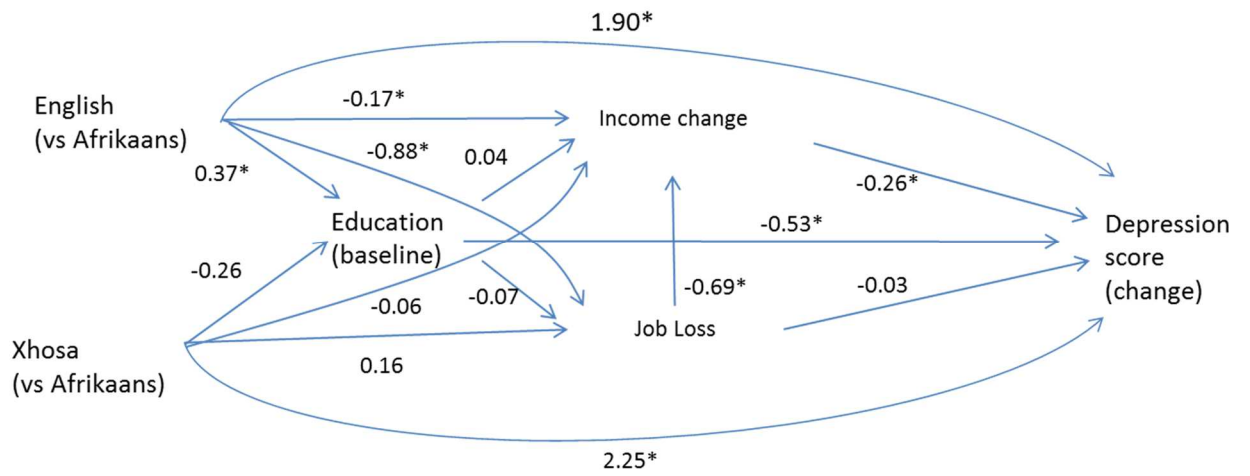 1.90*
English
(vs Afrikaans)
-0.17*
Income change
-0.88*
0.04
0.37*
-0.26*
Education
(baseline)
-0.53*
Depression
score
(change)
-0.26
-0.06
-0.07
-0.69*
-0.03
Job Loss
Xhosa
(vs Afrikaans)
0.16
2.25*